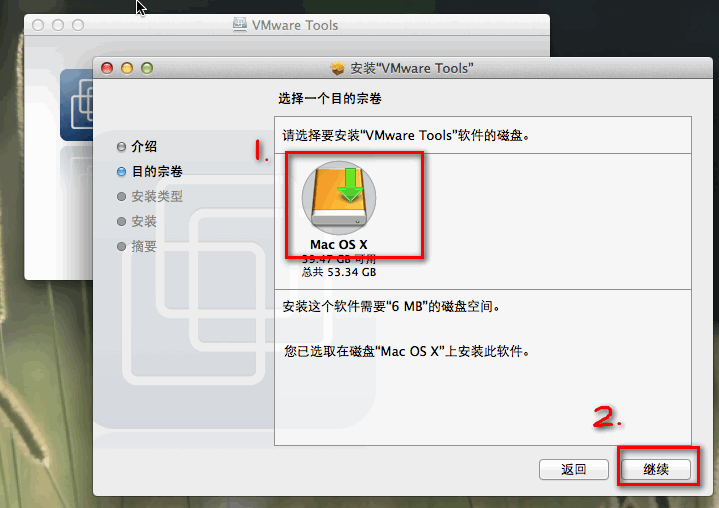 VMware Tools
安装“VMware Tools”
选择一个目的宗卷
介绍
目的宗卷
安装类型
安装
摘要
请选择要安装“VMware Tools”软件的磁盘。
1.
Mac OS X
39.47 GB 可用
总共 53.34 GB
安装这个软件需要“6 MB”的磁盘空间。
您已选取在磁盘“Mac OS X”上安装此软件。
2.
返回
继续